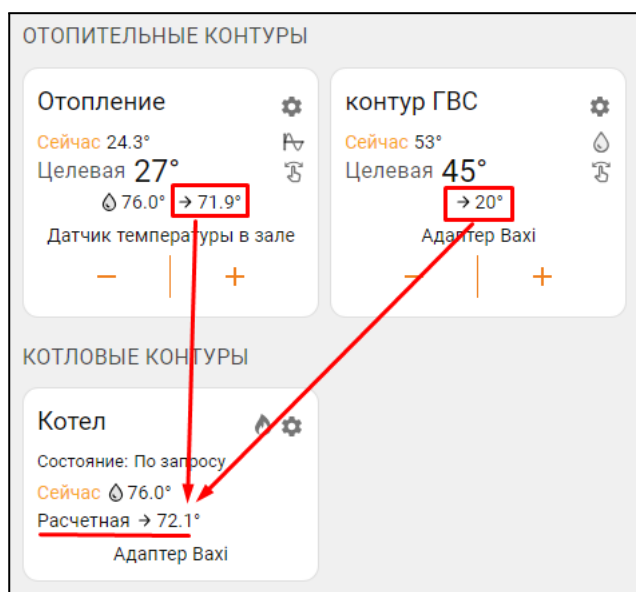 ОТОПИТЕЛЬНЫЕ КОНТУРЫ
Отопление
Сейчас 24.3°
Целевая 27°
76.0° → 71.9°
Датчик температуры в зале
− +
контур ГВС
Сейчас 53°
Целевая 45°
→ 20°
Адаптер Baxi
− +
КОТЛОВЫЕ КОНТУРЫ
Котел
Состояние: По запросу
Сейчас 76.0°
Расчетная → 72.1°
Адаптер Baxi